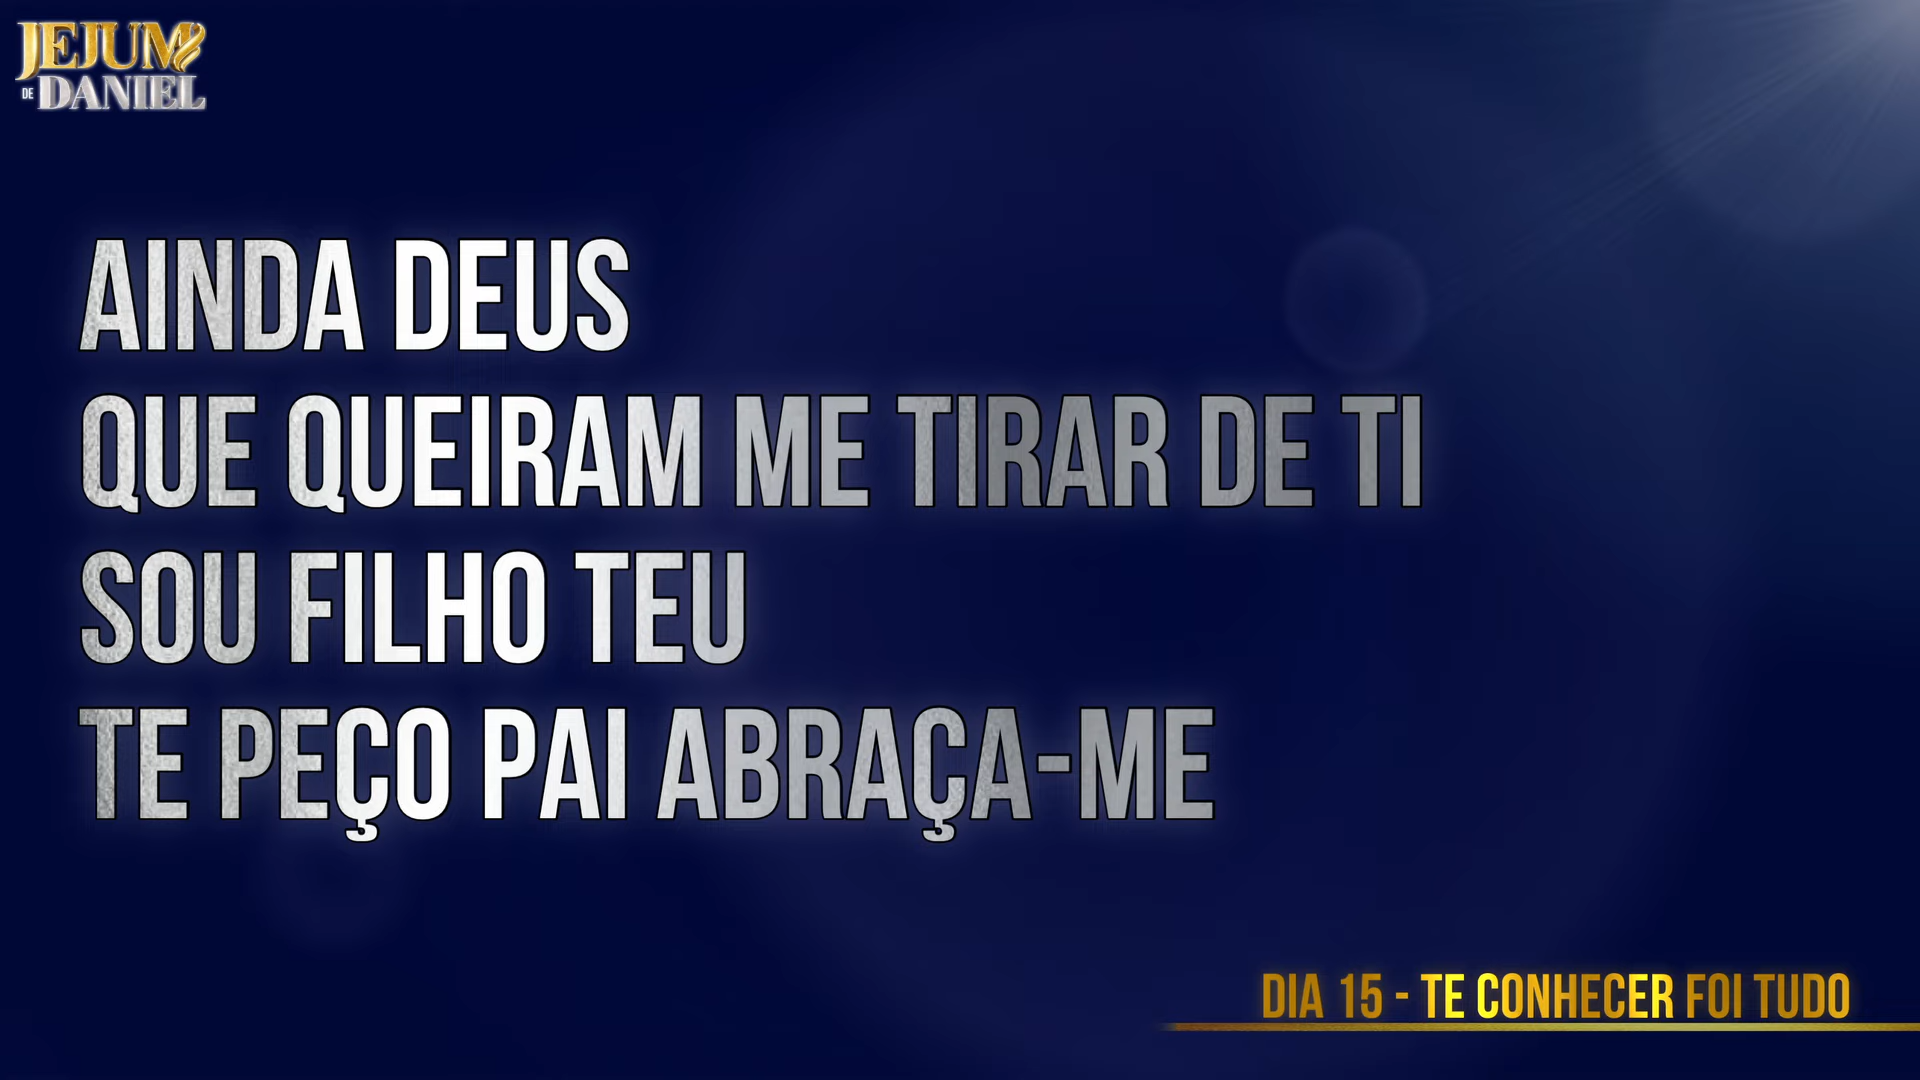 JEJUM
DE DANIEL
AINDA DEUS
QUE QUEIRAM ME TIRAR DE TI
SOU FILHO TEU
TE PEÇO PAI ABRAÇA-ME
DIA 15 - TE CONHECER FOI TUDO